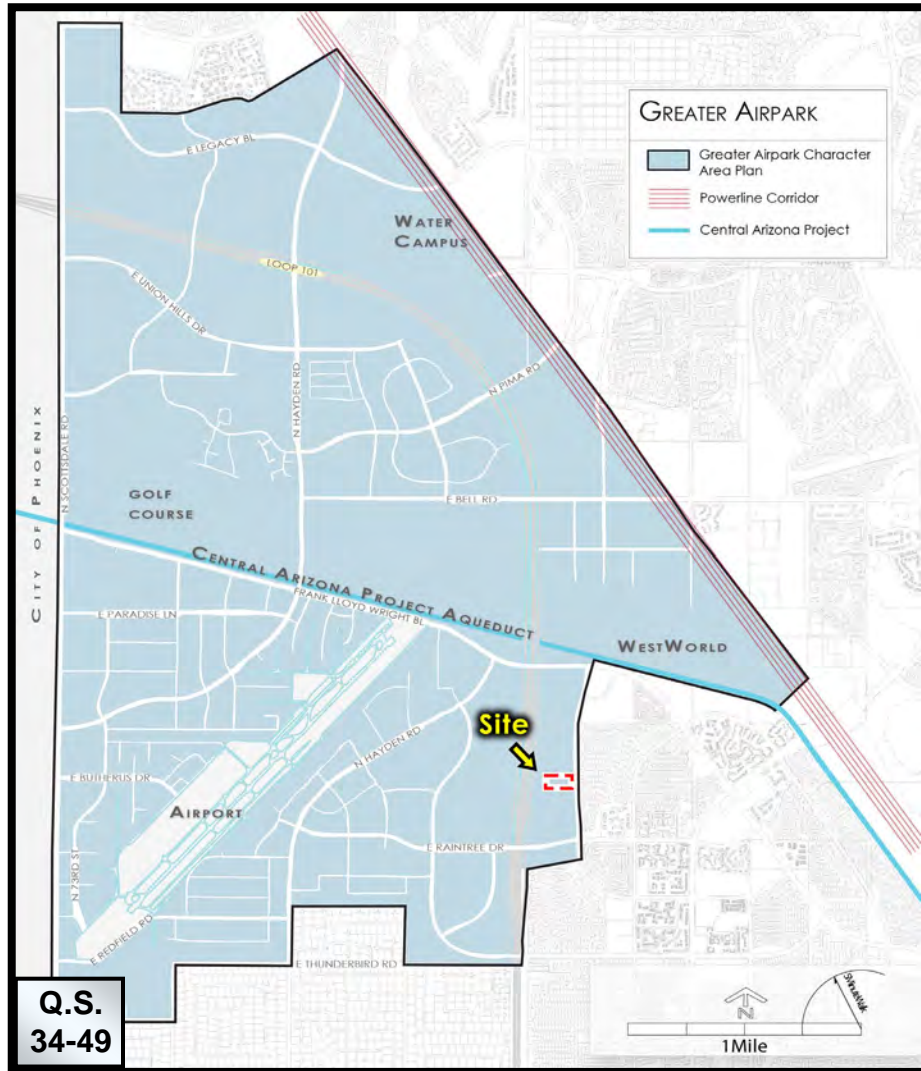 GREATER AIRPARK
Greater Airpark Character
Area Plan
Powerline Corridor
Central Arizona Project
E LEGACY BL
WATER
CAMPUS
LOOP 101
E UNION HILLS DR
N HAYDEN RD
N PIMA RD
CITY OF PHOENIX
N SCOTTSDALE RD
GOLF
COURSE
E BELL RD
CENTRAL ARIZONA PROJECT AQUEDUCT
FRANK LLOYD WRIGHT BL
E PARADISE LN
WESTWORLD
Site
N HAYDEN RD
E BUTHERUS DR
AIRPORT
E RAINTREE DR
N 73RD ST
E REDFIELD RD
E THUNDERBIRD RD
Q.S.
34-49
N
1Mile
5MinuteWalk